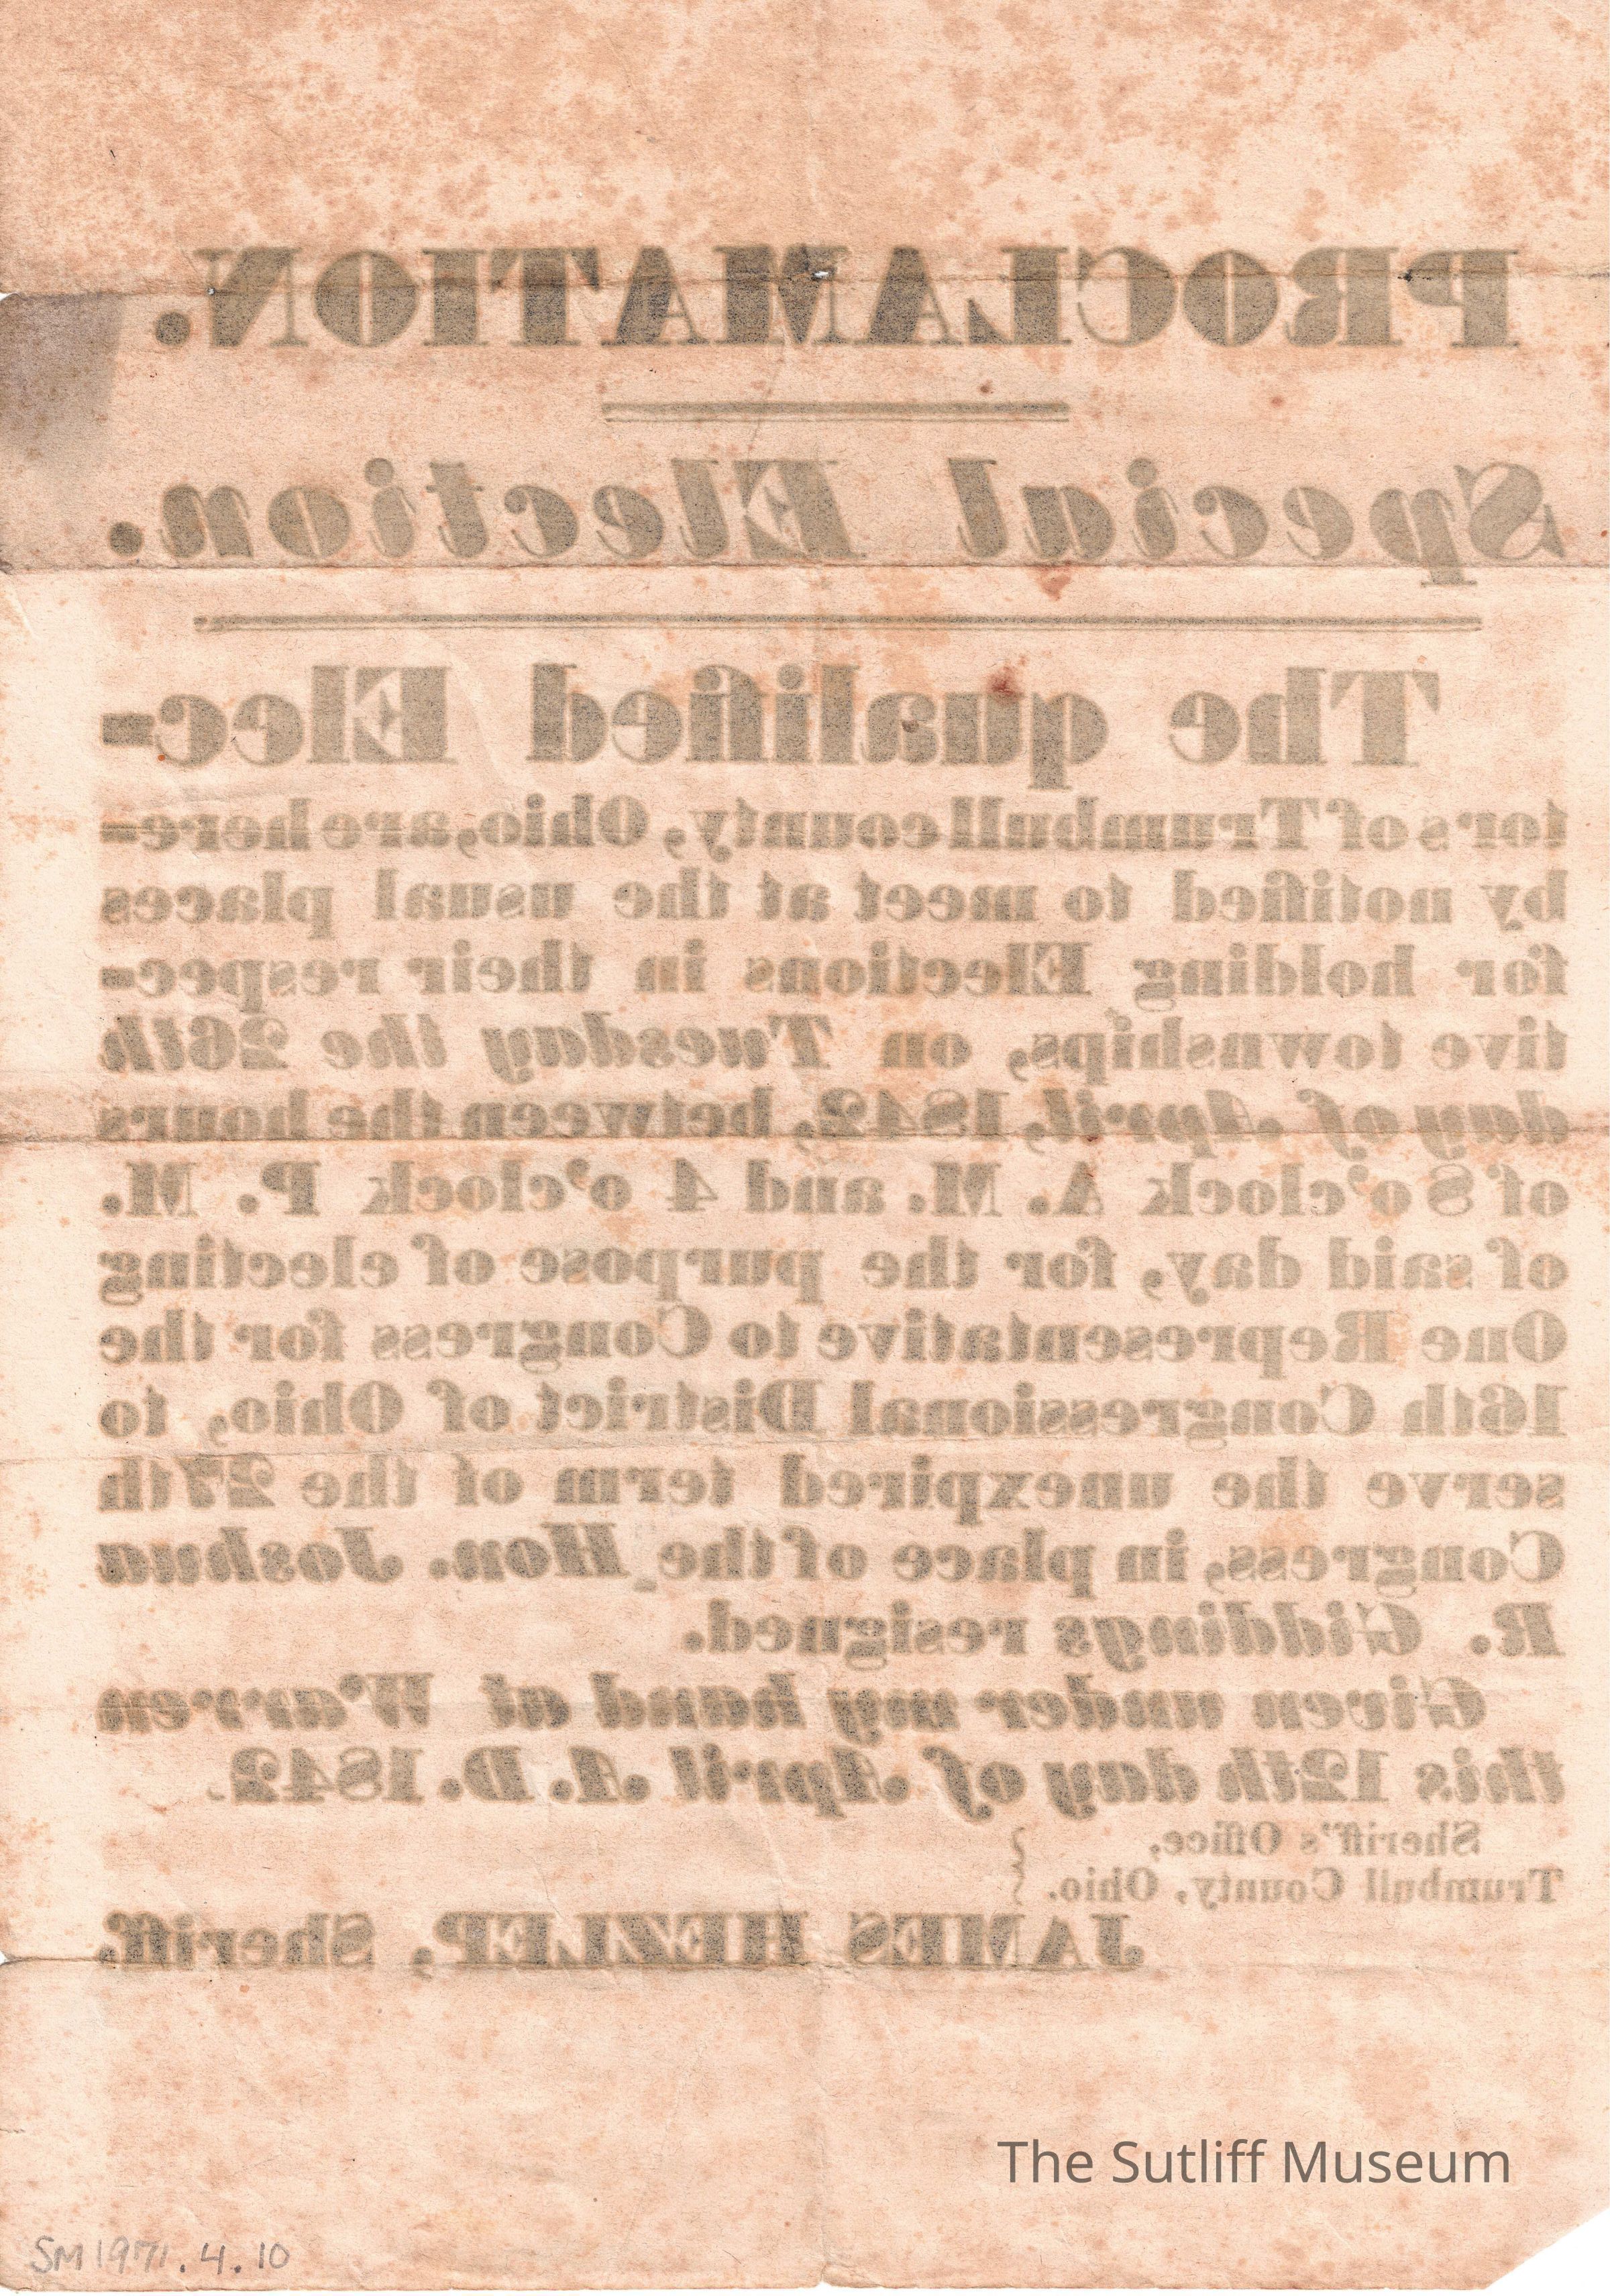 PROCLAMATION.
Special Election.
The qualified Elec-
tors of Trumbull county, Ohio, are here-
by notified to meet at the usual places
for holding Elections in their respec-
tive townships, on Tuesday the 26th
day of April, 1842, between the hours
of 8 o'clock A. M. and 4 o'clock P. M.
of said day, for the purpose of electing
One Representative to Congress for the
16th Congressional District of Ohio, to
serve the unexpired term of the 27th
Congress, in place of the Hon. Joshua
R. Giddings resigned.
Given under my hand at Warren
this 12th day of April A. D. 1842.
Sheriff's Office,
Trumbull County, Ohio.
JAMES HEZLEP, Sheriff.
The Sutliff Museum
SM1971.4.10